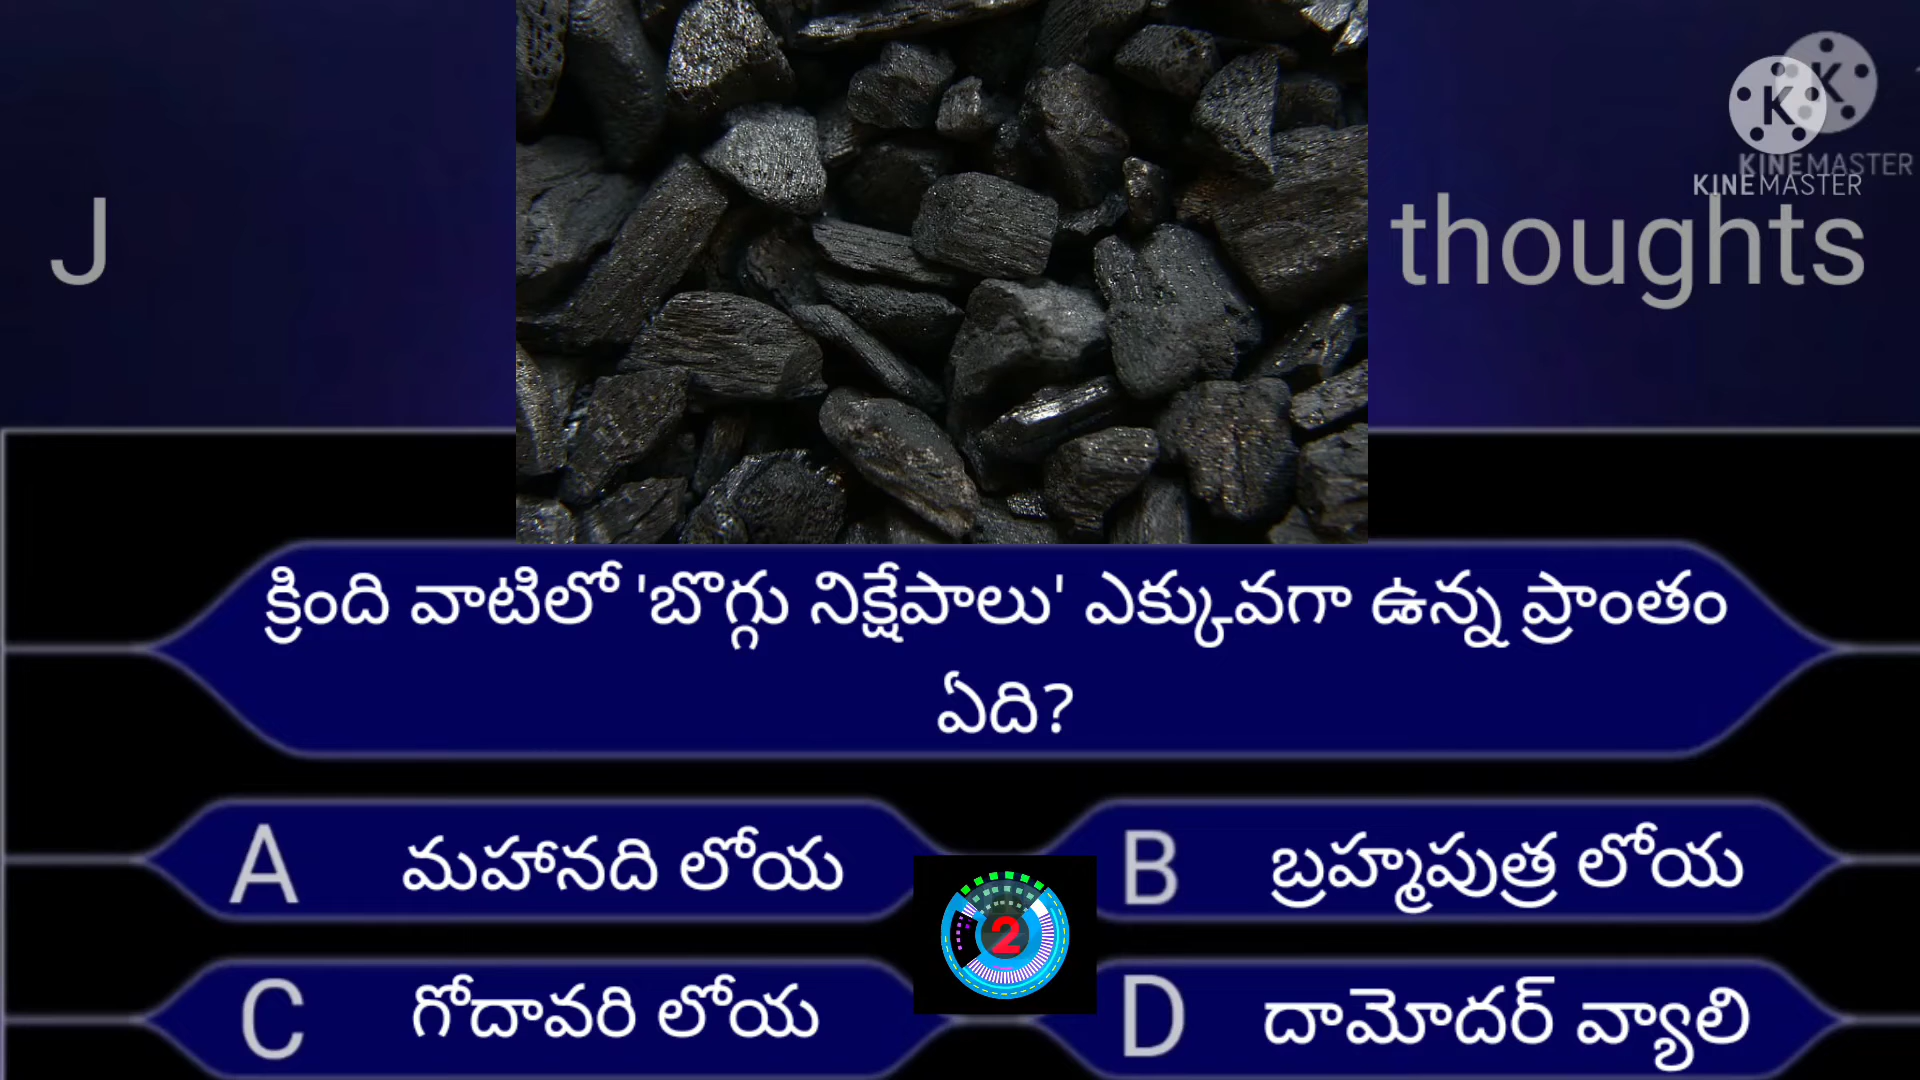 KINEMASTER
KINEMASTER
J
thoughts
క్రింది వాటిలో 'బొగ్గు నిక్షేపాలు' ఎక్కువగా ఉన్న ప్రాంతం
ఏది?
A మహానది లోయ
B బ్రహ్మపుత్ర లోయ
2
C గోదావరి లోయ
D దామోదర్ వ్యాలి